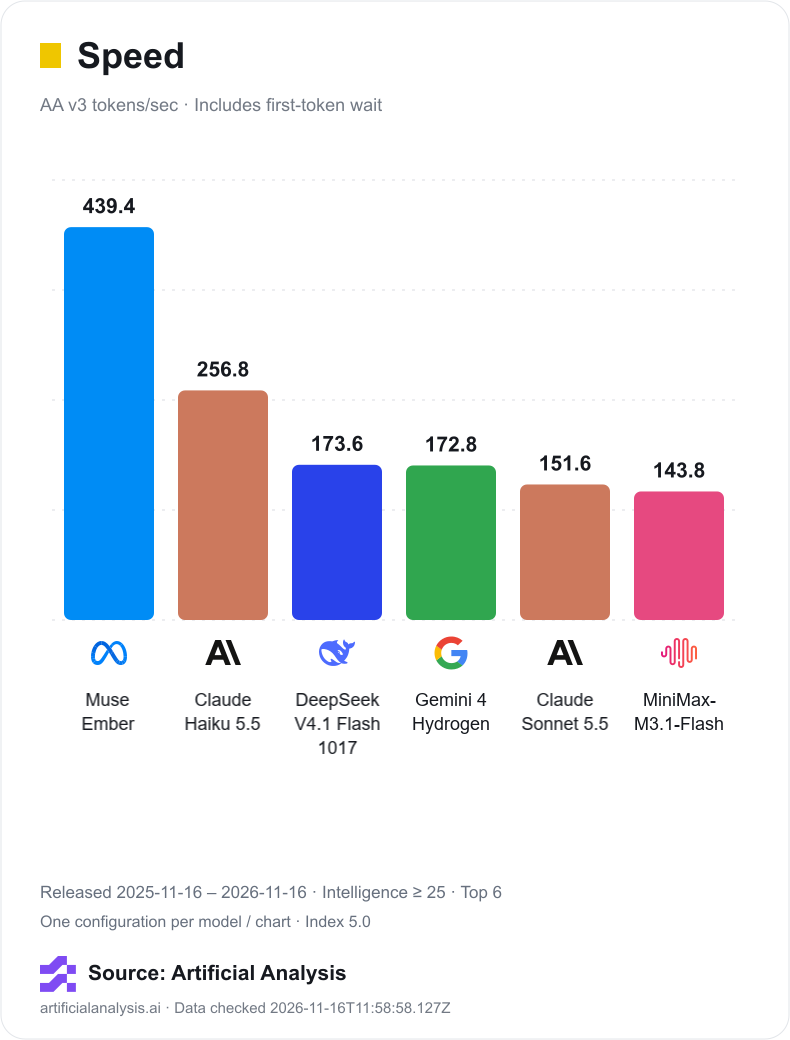 Speed
AA v3 tokens/sec · Includes first-token wait
439.4
256.8
173.6
172.8
151.6
143.8
Muse
Ember
Claude
Haiku 5.5
DeepSeek
V4.1 Flash
1017
Gemini 4
Hydrogen
Claude
Sonnet 5.5
MiniMax-
M3.1-Flash
Released 2025-11-16 – 2026-11-16 · Intelligence ≥ 25 · Top 6
One configuration per model / chart · Index 5.0
Source: Artificial Analysis
artificialanalysis.ai · Data checked 2026-11-16T11:58:58.127Z